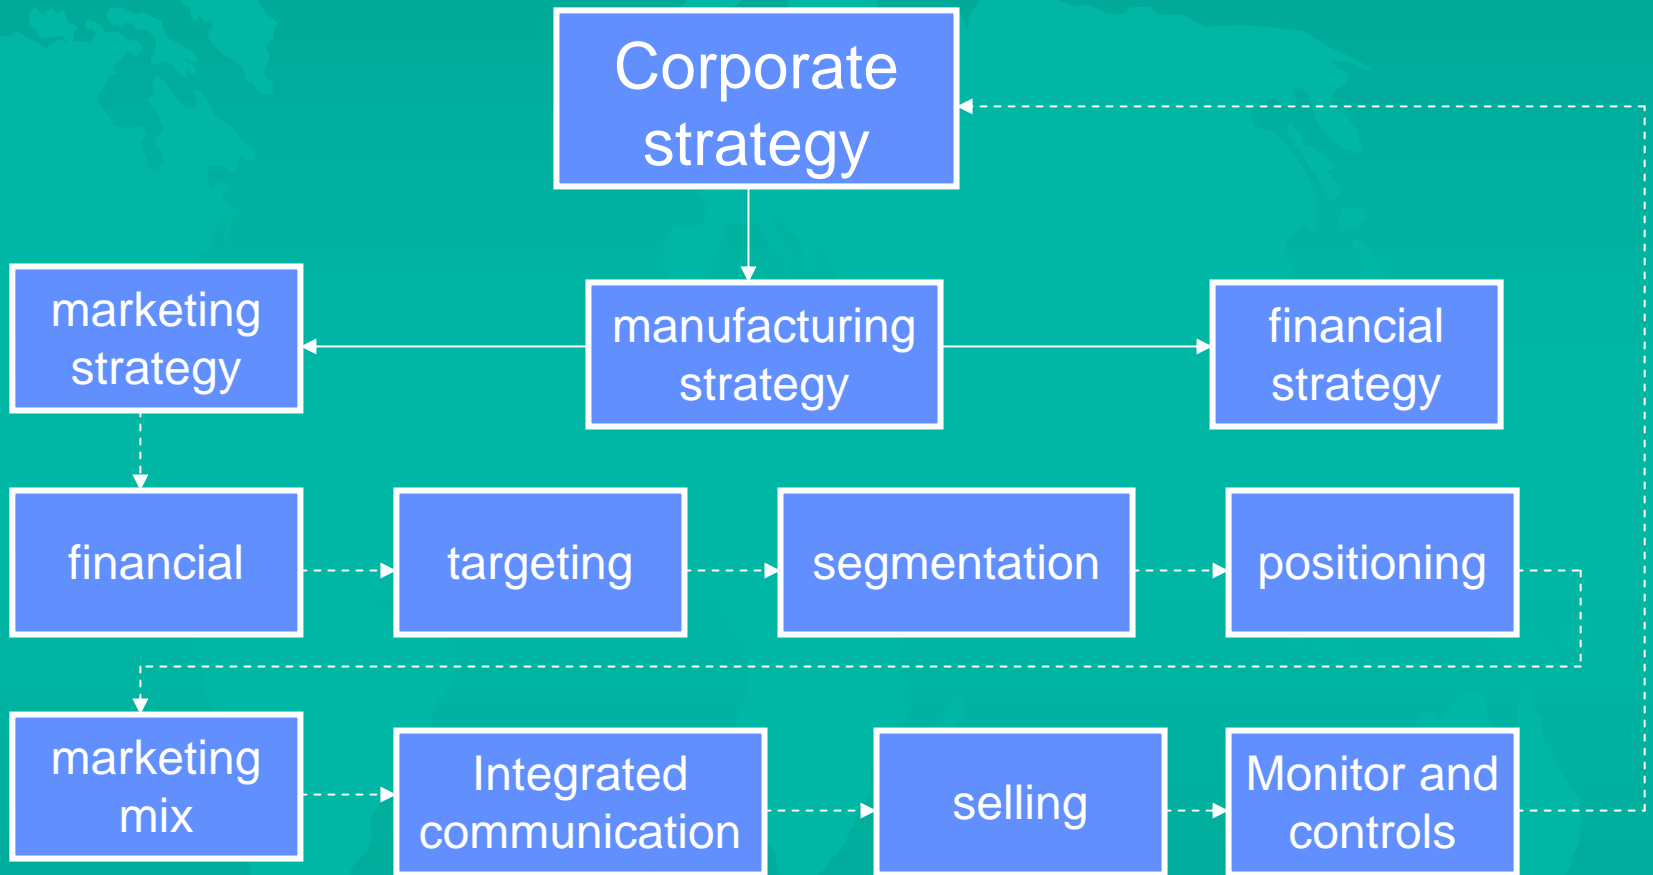 Corporate
strategy
marketing
strategy
manufacturing
strategy
financial
strategy
financial
targeting
segmentation
positioning
marketing
mix
Integrated
communication
selling
Monitor and
controls